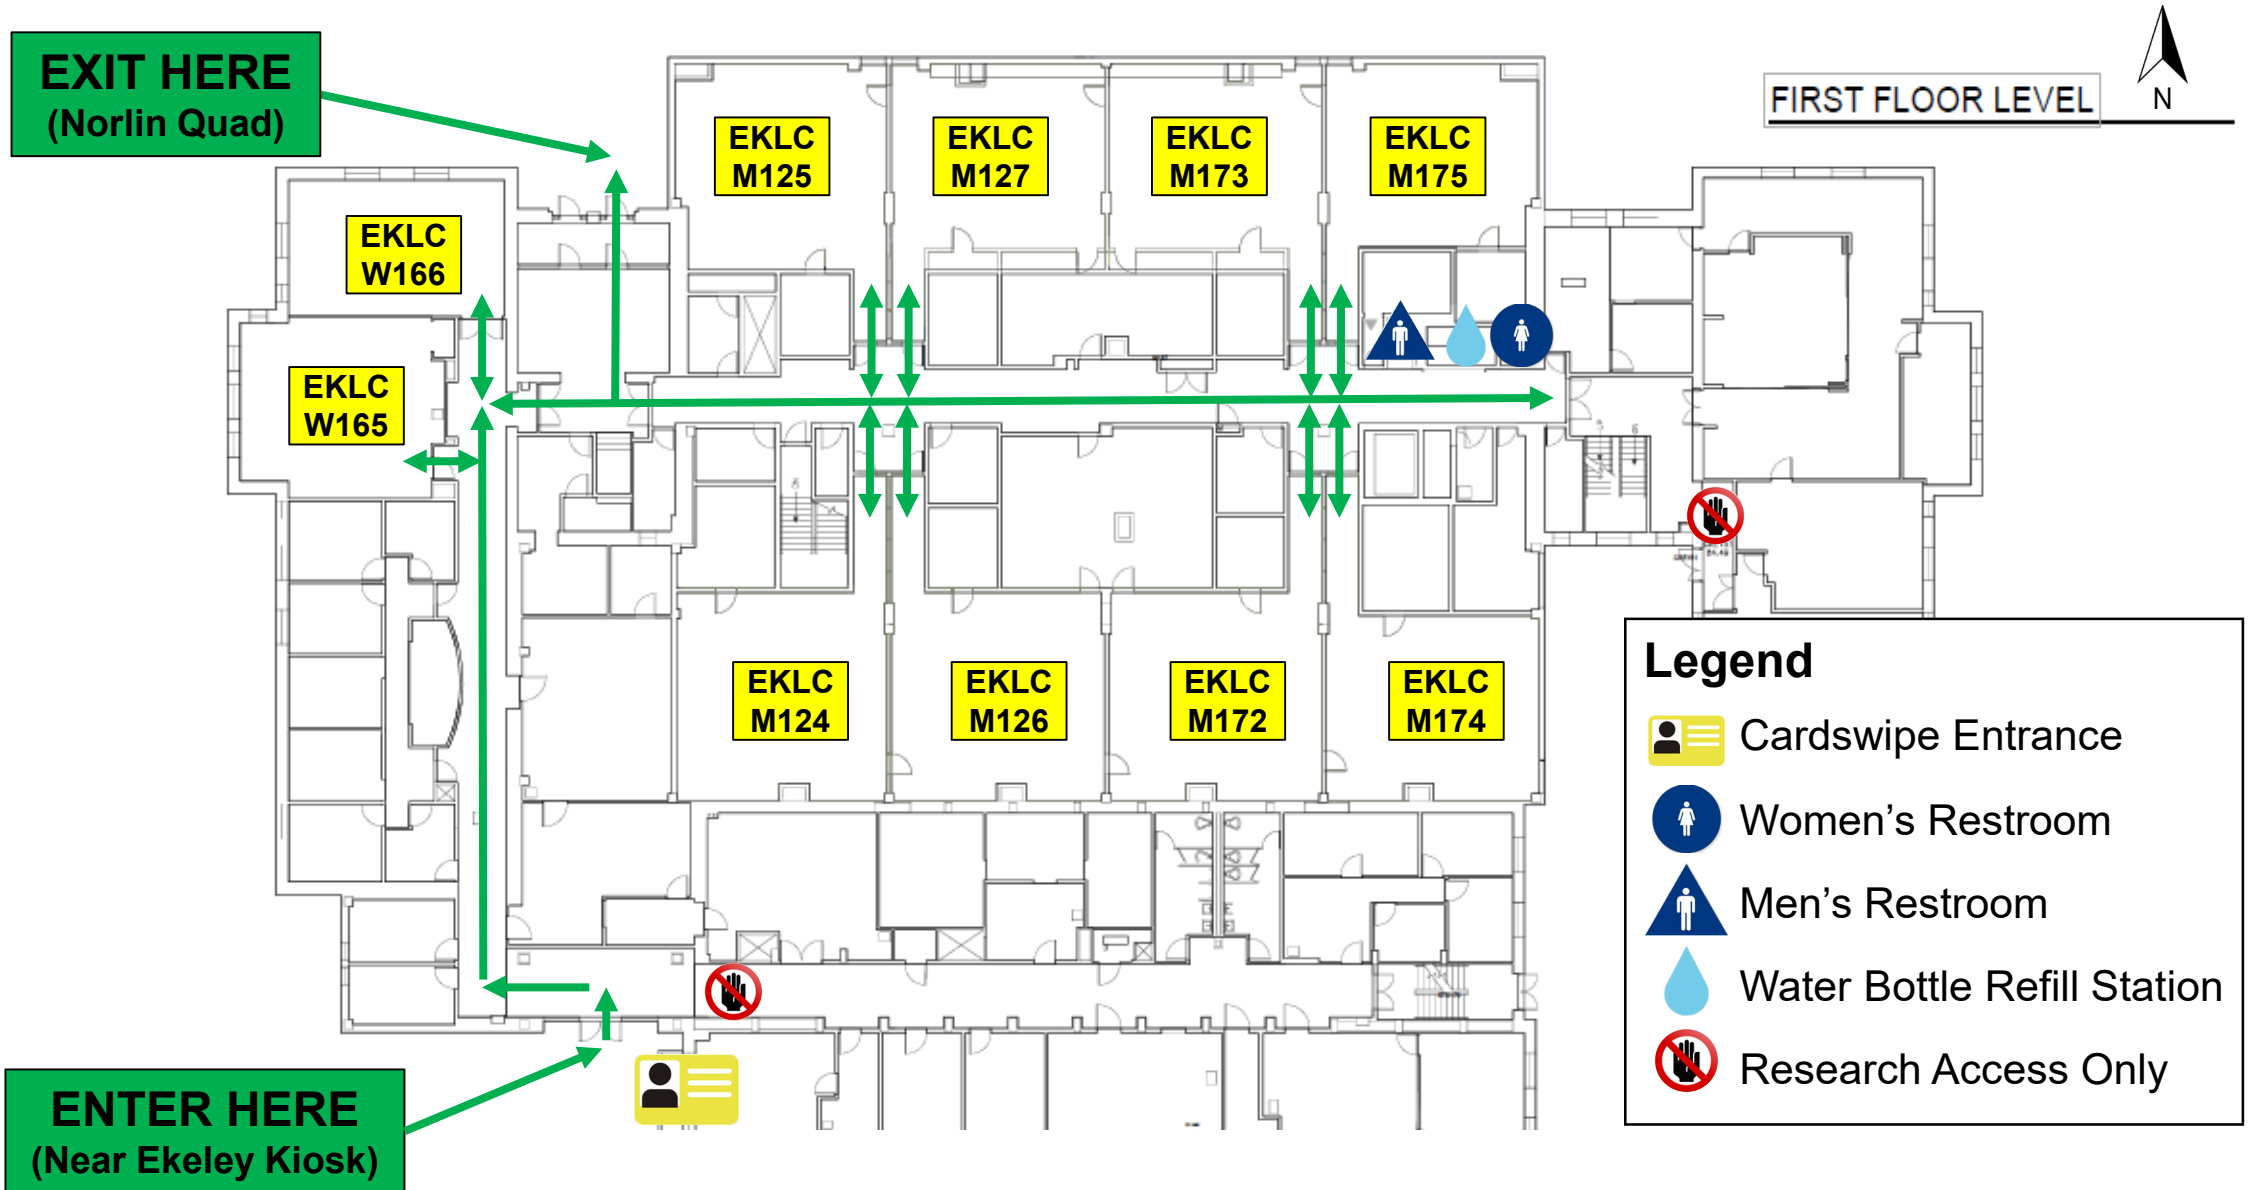 EXIT HERE
(Norlin Quad)
FIRST FLOOR LEVEL
N
EKLC
M125
EKLC
M127
EKLC
M173
EKLC
M175
EKLC
W166
EKLC
W165
EKLC
M124
EKLC
M126
EKLC
M172
EKLC
M174
Legend
Cardswipe Entrance
Women's Restroom
Men's Restroom
Water Bottle Refill Station
Research Access Only
ENTER HERE
(Near Ekeley Kiosk)